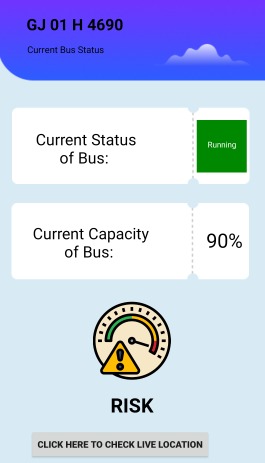 GJ 01 H 4690
Current Bus Status
Current Status
of Bus:
Running
Current Capacity
of Bus:
90%
RISK
CLICK HERE TO CHECK LIVE LOCATION